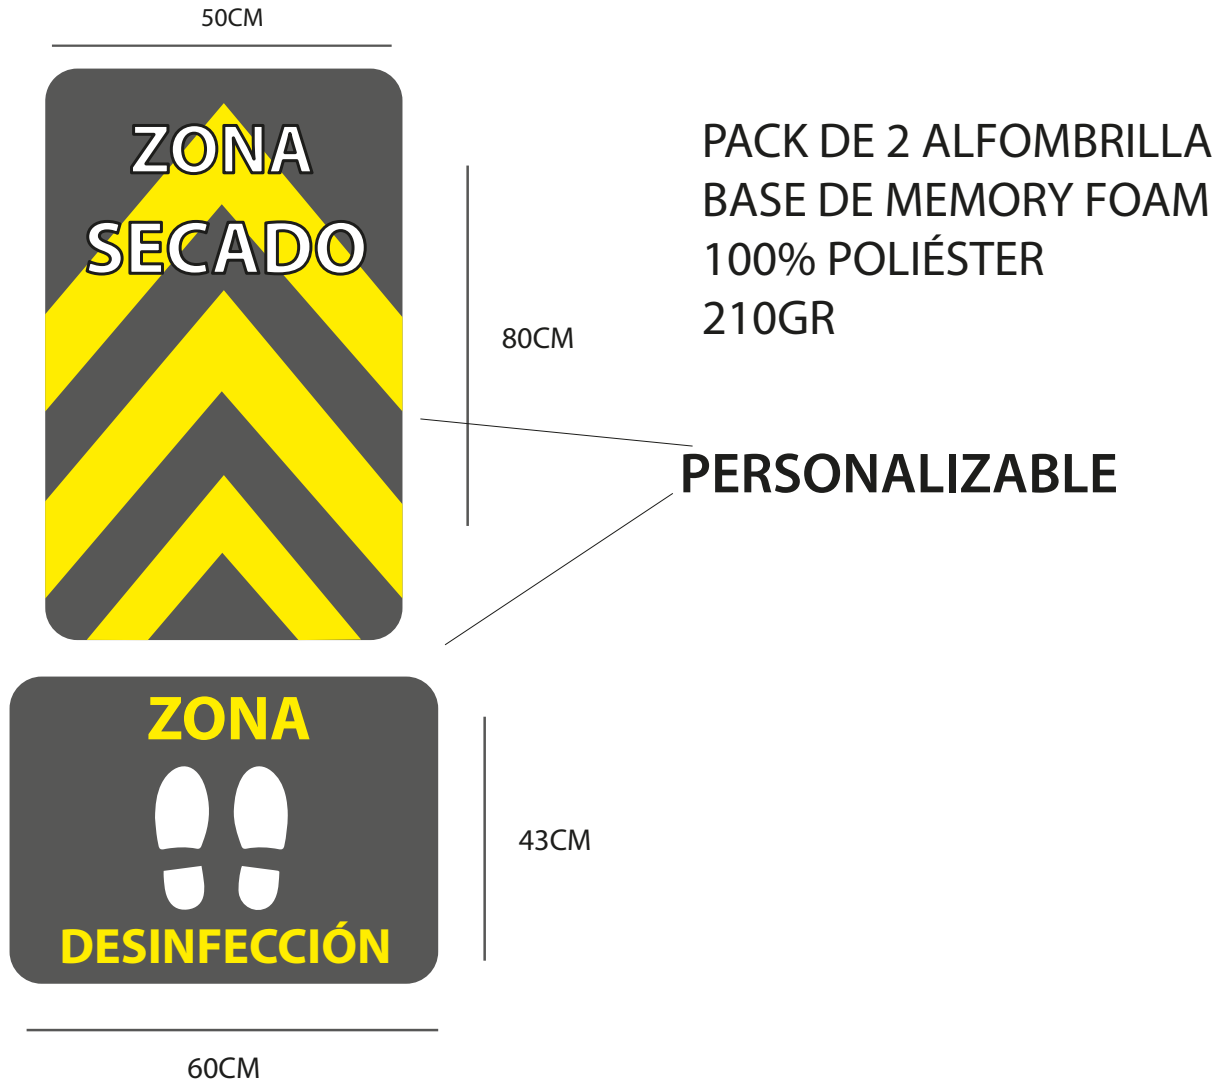 50CM
ZONA
SECADO
80CM
PACK DE 2 ALFOMBRILLA
BASE DE MEMORY FOAM
100% POLIÉSTER
210GR
PERSONALIZABLE
ZONA
DESINFECCIÓN
43CM
60CM